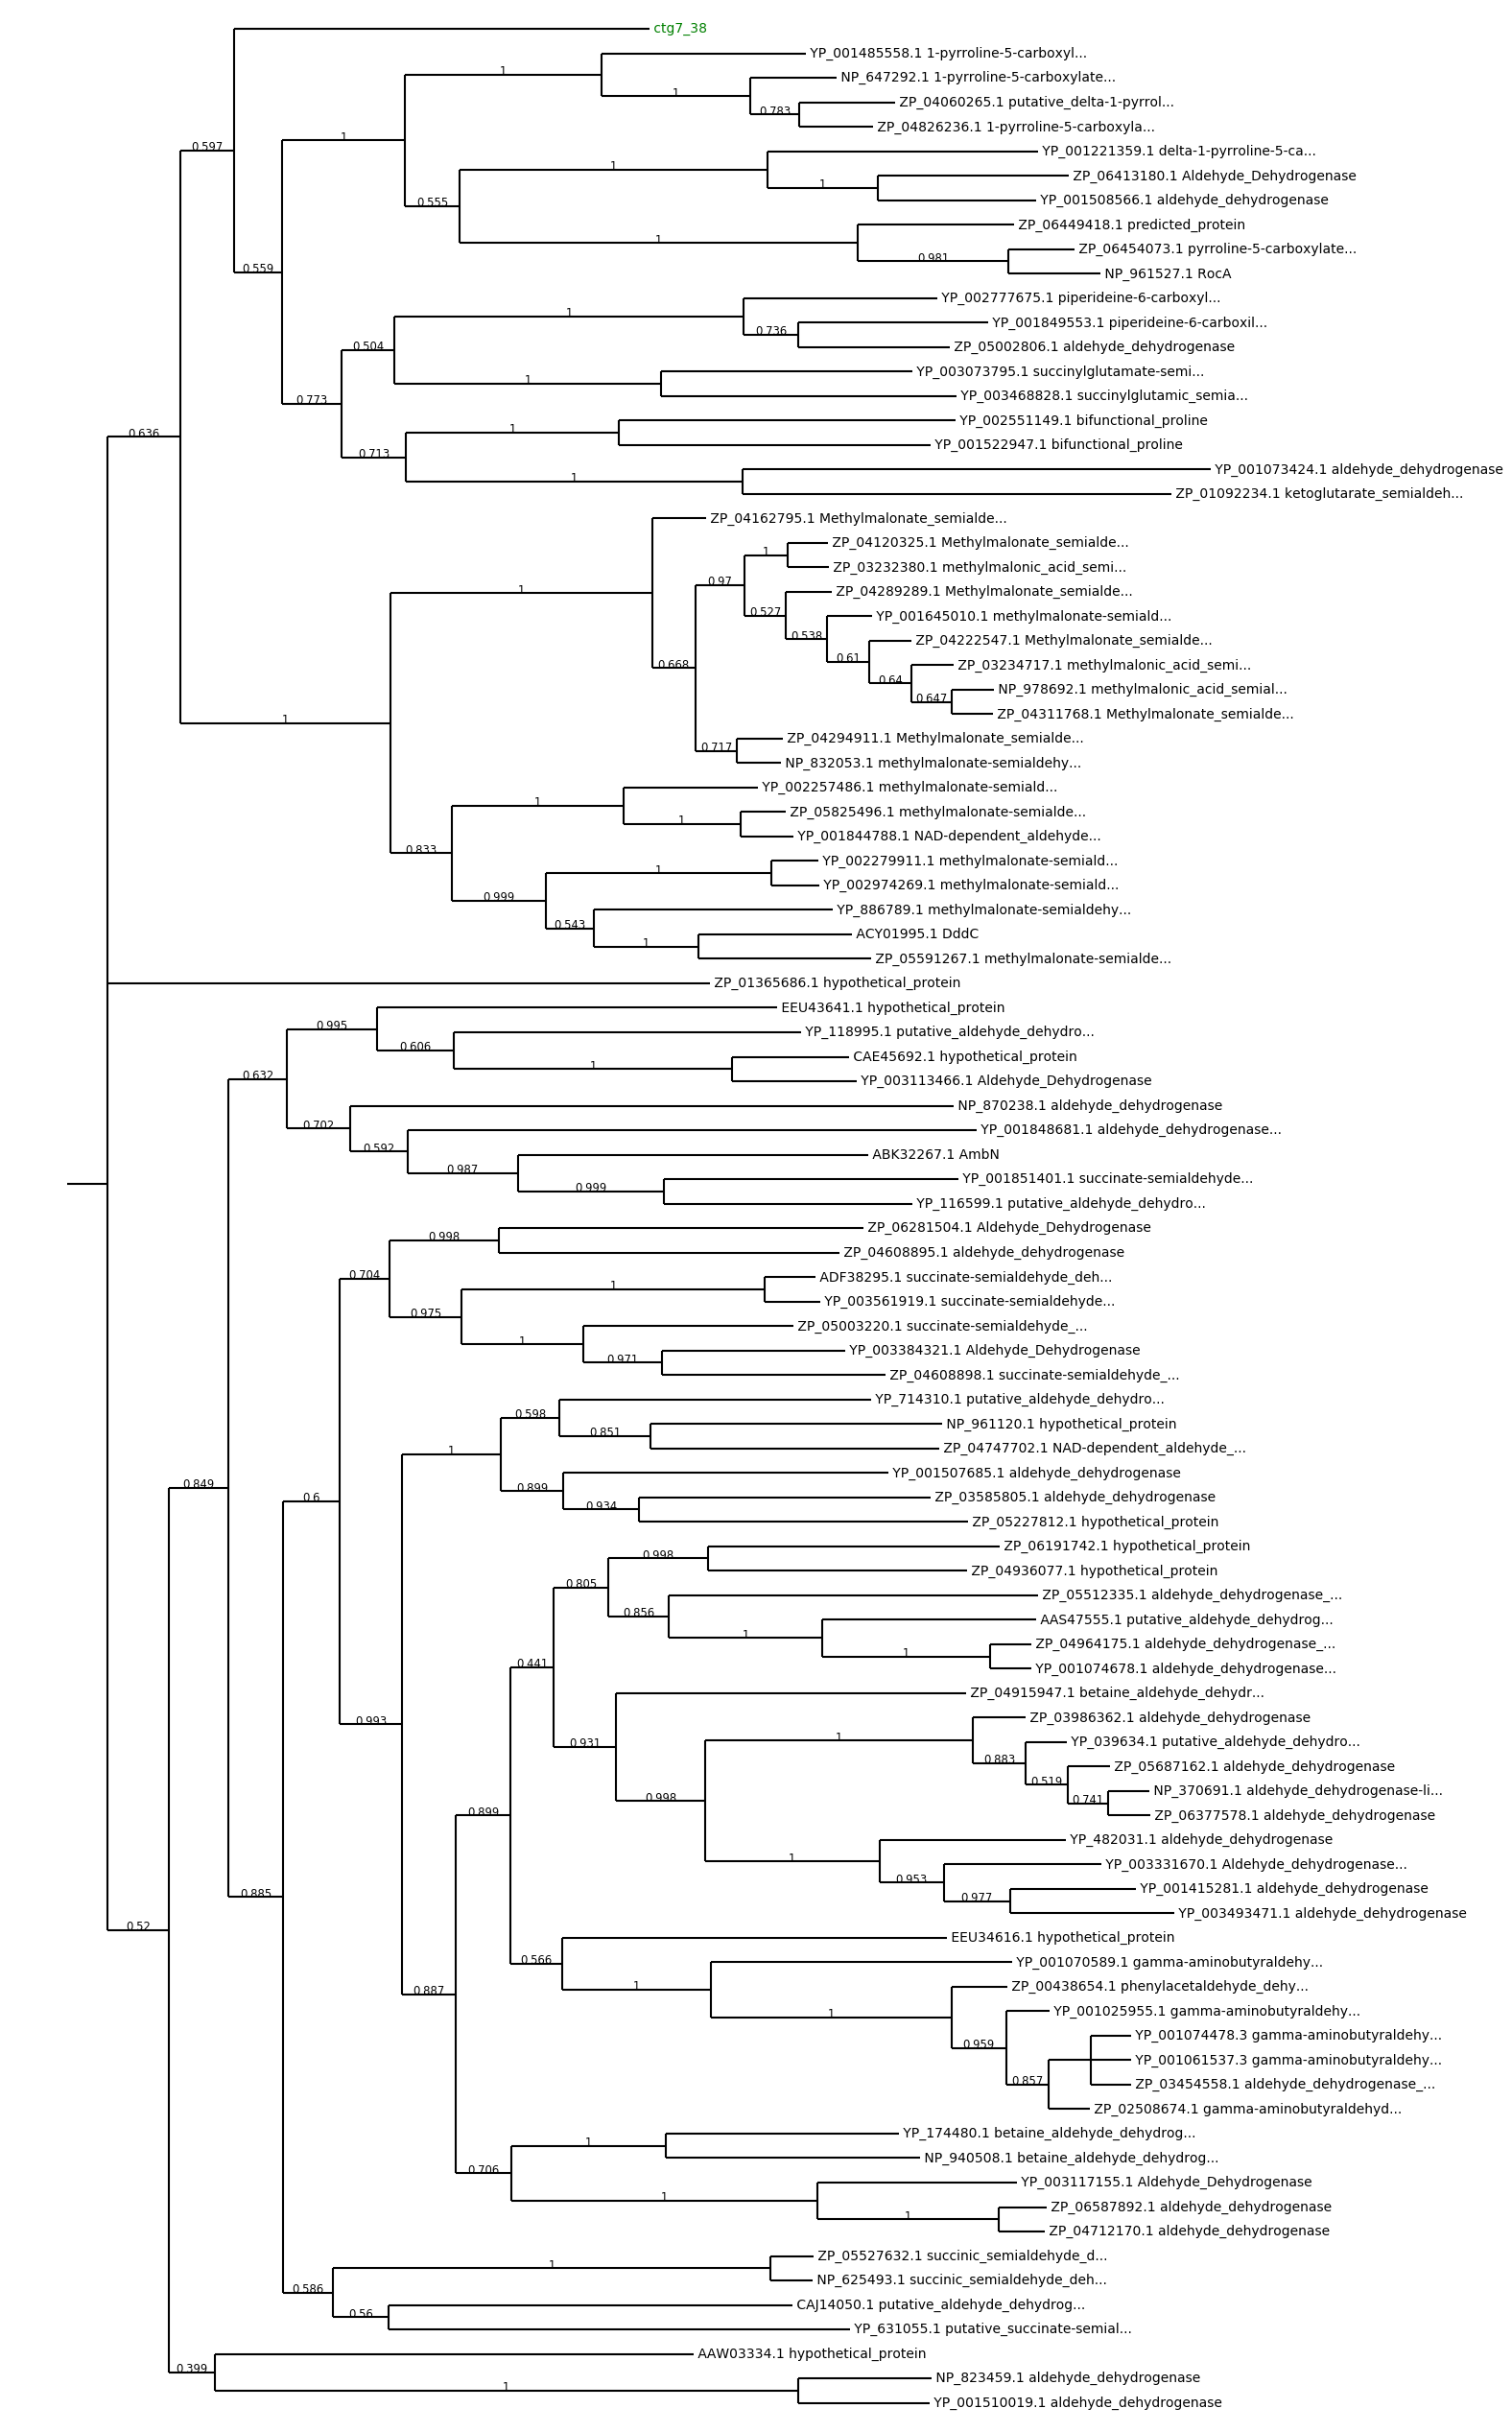 ctg7_38
YP_001485558.1 1-pyrroline-5-carboxyl...
1
NP_647292.1 1-pyrroline-5-carboxylate...
1
ZP_04060265.1 putative_delta-1-pyrrol...
0.783
ZP_04826236.1 1-pyrroline-5-carboxyla...
1
0.597
YP_001221359.1 delta-1-pyrroline-5-ca...
1
ZP_06413180.1 Aldehyde_Dehydrogenase
1
YP_001508566.1 aldehyde_dehydrogenase
0.555
ZP_06449418.1 predicted_protein
1
ZP_06454073.1 pyrroline-5-carboxylate...
0.981
0.559
NP_961527.1 RocA
YP_002777675.1 piperideine-6-carboxyl...
1
YP_001849553.1 piperideine-6-carboxil...
0.736
0.504
ZP_05002806.1 aldehyde_dehydrogenase
YP_003073795.1 succinylglutamate-semi...
1
YP_003468828.1 succinylglutamic_semia...
0.773
YP_002551149.1 bifunctional_proline
1
0.636
YP_001522947.1 bifunctional_proline
0.713
YP_001073424.1 aldehyde_dehydrogenase
1
ZP_01092234.1 ketoglutarate_semialdeh...
ZP_04162795.1 Methylmalonate_semialde...
ZP_04120325.1 Methylmalonate_semialde...
1
ZP_03232380.1 methylmalonic_acid_semi...
0.97
1
ZP_04289289.1 Methylmalonate_semialde...
0.527
YP_001645010.1 methylmalonate-semiald...
0.538
ZP_04222547.1 Methylmalonate_semialde...
0.61
0.668
ZP_03234717.1 methylmalonic_acid_semi...
0.64
NP_978692.1 methylmalonic_acid_semial...
0.647
ZP_04311768.1 Methylmalonate_semialde...
1
ZP_04294911.1 Methylmalonate_semialde...
0.717
NP_832053.1 methylmalonate-semialdehy...
YP_002257486.1 methylmalonate-semiald...
1
ZP_05825496.1 methylmalonate-semialde...
1
YP_001844788.1 NAD-dependent_aldehyde...
0.833
YP_002279911.1 methylmalonate-semiald...
1
YP_002974269.1 methylmalonate-semiald...
0.999
YP_886789.1 methylmalonate-semialdehy...
0.543
ACY01995.1 DddC
1
ZP_05591267.1 methylmalonate-semialde...
ZP_01365686.1 hypothetical_protein
EEU43641.1 hypothetical_protein
0.995
YP_118995.1 putative_aldehyde_dehydro...
0.606
CAE45692.1 hypothetical_protein
1
0.632
YP_003113466.1 Aldehyde_Dehydrogenase
NP_870238.1 aldehyde_dehydrogenase
0.702
YP_001848681.1 aldehyde_dehydrogenase...
0.592
ABK32267.1 AmbN
0.987
YP_001851401.1 succinate-semialdehyde...
0.999
YP_116599.1 putative_aldehyde_dehydro...
ZP_06281504.1 Aldehyde_Dehydrogenase
0.998
ZP_04608895.1 aldehyde_dehydrogenase
0.704
ADF38295.1 succinate-semialdehyde_deh...
1
YP_003561919.1 succinate-semialdehyde...
0.975
ZP_05003220.1 succinate-semialdehyde_...
1
YP_003384321.1 Aldehyde_Dehydrogenase
0.971
ZP_04608898.1 succinate-semialdehyde_...
YP_714310.1 putative_aldehyde_dehydro...
0.598
NP_961120.1 hypothetical_protein
0.851
ZP_04747702.1 NAD-dependent_aldehyde_...
1
YP_001507685.1 aldehyde_dehydrogenase
0.849
0.899
ZP_03585805.1 aldehyde_dehydrogenase
0.6
0.934
ZP_05227812.1 hypothetical_protein
ZP_06191742.1 hypothetical_protein
0.998
ZP_04936077.1 hypothetical_protein
0.805
ZP_05512335.1 aldehyde_dehydrogenase_...
0.856
AAS47555.1 putative_aldehyde_dehydrog...
1
ZP_04964175.1 aldehyde_dehydrogenase_...
1
0.441
YP_001074678.1 aldehyde_dehydrogenase...
ZP_04915947.1 betaine_aldehyde_dehydr...
0.993
ZP_03986362.1 aldehyde_dehydrogenase
1
YP_039634.1 putative_aldehyde_dehydro...
0.931
0.883
ZP_05687162.1 aldehyde_dehydrogenase
0.519
NP_370691.1 aldehyde_dehydrogenase-li...
0.998
0.741
ZP_06377578.1 aldehyde_dehydrogenase
0.899
YP_482031.1 aldehyde_dehydrogenase
1
YP_003331670.1 Aldehyde_dehydrogenase...
0.953
YP_001415281.1 aldehyde_dehydrogenase
0.885
0.977
YP_003493471.1 aldehyde_dehydrogenase
0.52
EEU34616.1 hypothetical_protein
0.566
YP_001070589.1 gamma-aminobutyraldehy...
1
ZP_00438654.1 phenylacetaldehyde_dehy...
0.887
1
YP_001025955.1 gamma-aminobutyraldehy...
0.959
YP_001074478.3 gamma-aminobutyraldehy...
YP_001061537.3 gamma-aminobutyraldehy...
0.857
ZP_03454558.1 aldehyde_dehydrogenase_...
ZP_02508674.1 gamma-aminobutyraldehyd...
YP_174480.1 betaine_aldehyde_dehydrog...
1
NP_940508.1 betaine_aldehyde_dehydrog...
0.706
YP_003117155.1 Aldehyde_Dehydrogenase
1
ZP_06587892.1 aldehyde_dehydrogenase
1
ZP_04712170.1 aldehyde_dehydrogenase
ZP_05527632.1 succinic_semialdehyde_d...
1
NP_625493.1 succinic_semialdehyde_deh...
0.586
CAJ14050.1 putative_aldehyde_dehydrog...
0.56
YP_631055.1 putative_succinate-semial...
AAW03334.1 hypothetical_protein
0.399
NP_823459.1 aldehyde_dehydrogenase
1
YP_001510019.1 aldehyde_dehydrogenase